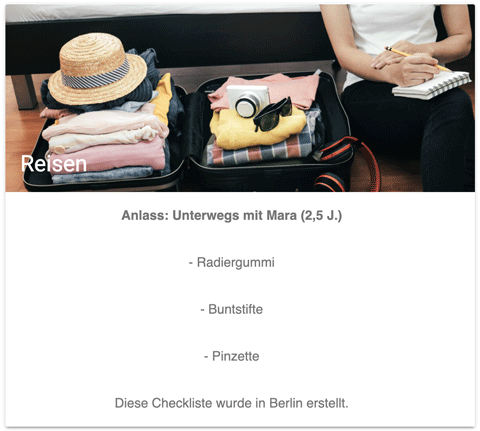 Reisen
Anlass: Unterwegs mit Mara (2,5 J.)
- Radiergummi
- Buntstifte
- Pinzette
Diese Checkliste wurde in Berlin erstellt.